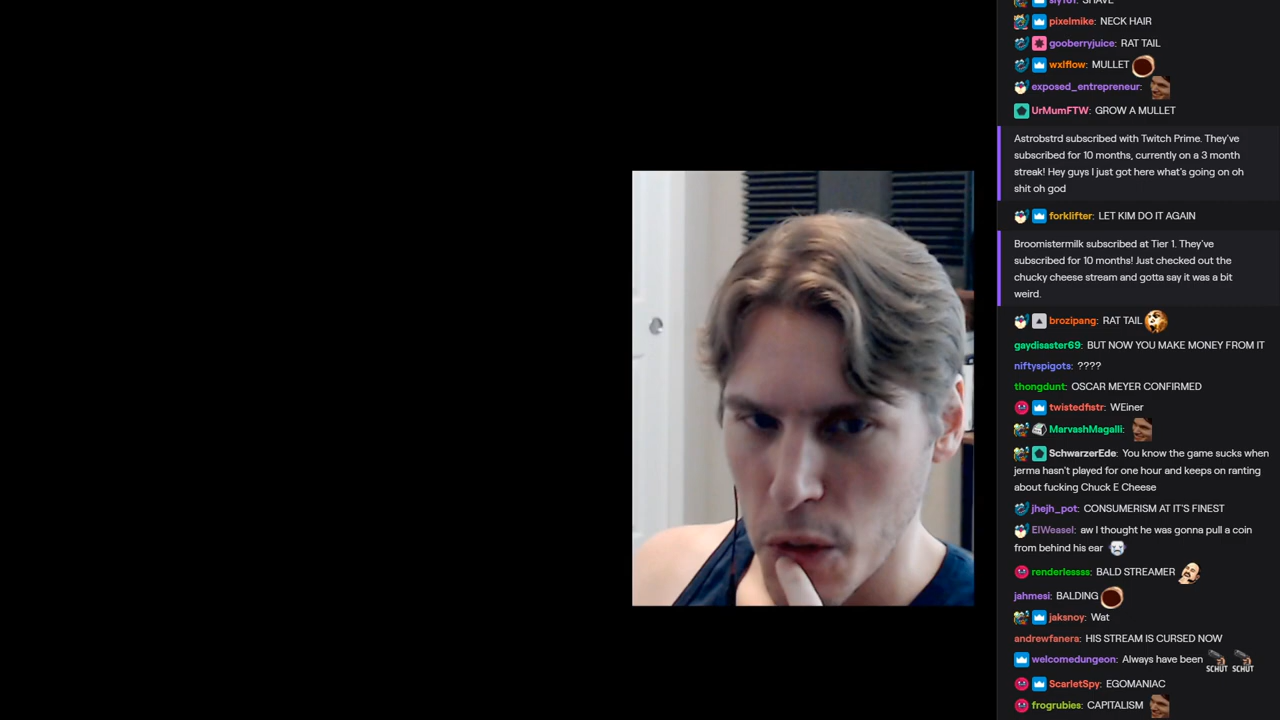 slyf01: SHAVE
pixelmike: NECK HAIR
gooberryjuice: RAT TAIL
wxlflow: MULLET
exposed_entrepreneur:
UrMumFTW: GROW A MULLET
Astrobstrd subscribed with Twitch Prime. They've
subscribed for 10 months, currently on a 3 month
streak! Hey guys I just got here what's going on oh
shit oh god
forklifter: LET KIM DO IT AGAIN
Broomistermilk subscribed at Tier 1. They've
subscribed for 10 months! Just checked out the
chucky cheese stream and gotta say it was a bit
weird.
brozipang: RAT TAIL
gaydisaster69: BUT NOW YOU MAKE MONEY FROM IT
niftyspigots: ????
thongdunt: OSCAR MEYER CONFIRMED
twistedfistr: WEiner
MarvashMagalli:
SchwarzerEde: You know the game sucks when
jerma hasn't played for one hour and keeps on ranting
about fucking Chuck E Cheese
jhejh_pot: CONSUMERISM AT IT'S FINEST
ElWeasel: aw I thought he was gonna pull a coin
from behind his ear
renderlessss: BALD STREAMER
jahmesi: BALDING
jaksnoy: Wat
andrewfanera: HIS STREAM IS CURSED NOW
welcomedungeon: Always have been SCHUT SCHUT
ScarletSpy: EGOMANIAC
frogrubies: CAPITALISM